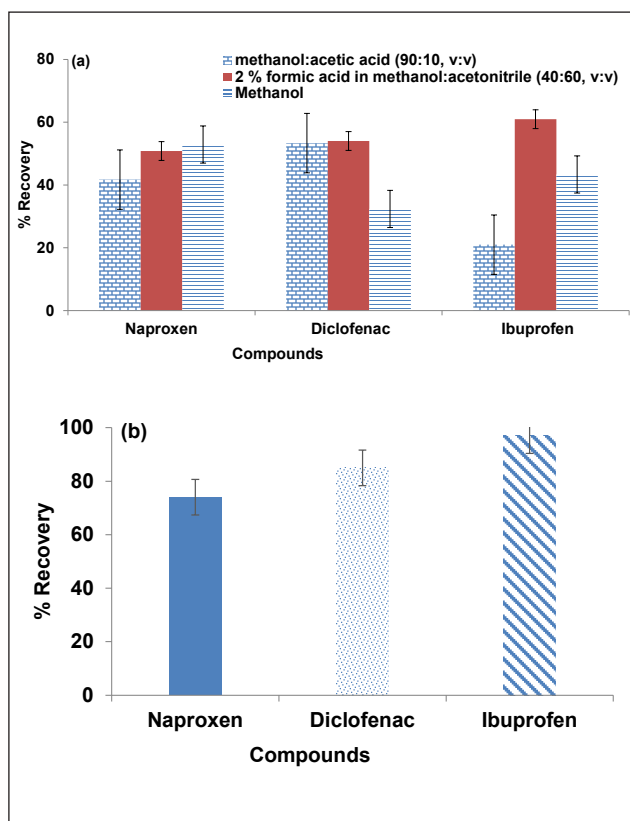 (a)
methanol:acetic acid (90:10, v:v)
2 % formic acid in methanol:acetonitrile (40:60, v:v)
Methanol
80
60
40
20
0
% Recovery
Naproxen Diclofenac Ibuprofen
Compounds
(b)
100
80
60
40
20
0
% Recovery
Naproxen Diclofenac Ibuprofen
Compounds